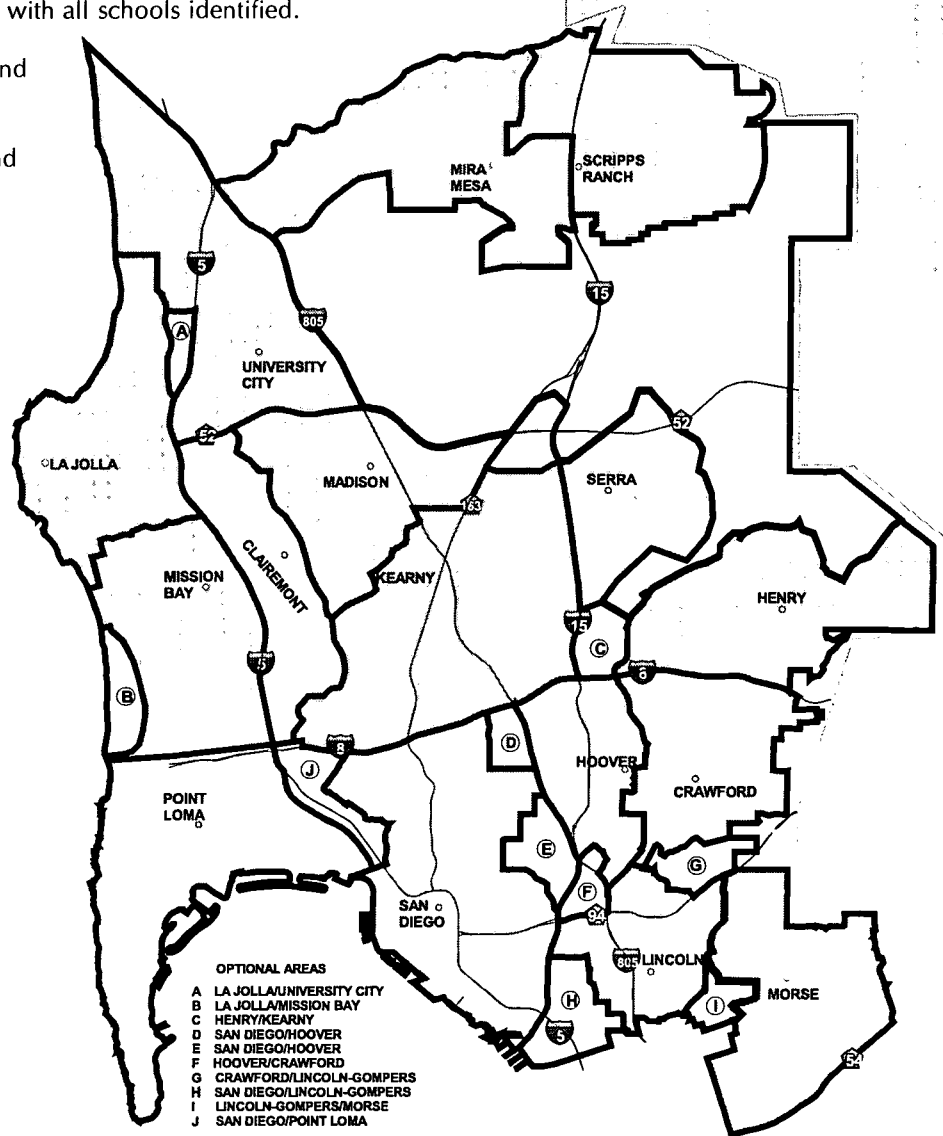 with all schools identified.
nd
nd
MIRA
MESA
SCRIPPS
RANCH
5
15
A
805
UNIVERSITY
CITY
52
52
LA JOLLA
MADISON
SERRA
163
CLAIREMONT
MISSION
BAY
KEARNY
HENRY
15
C
5
8
B
D
8
J
HOOVER
CRAWFORD
POINT
LOMA
E
G
F
SAN
DIEGO
94
805
LINCOLN
MORSE
H
I
5
54
OPTIONAL AREAS
A LA JOLLA/UNIVERSITY CITY
B LA JOLLA/MISSION BAY
C HENRY/KEARNY
D SAN DIEGO/HOOVER
E SAN DIEGO/HOOVER
F HOOVER/CRAWFORD
G CRAWFORD/LINCOLN-GOMPERS
H SAN DIEGO/LINCOLN-GOMPERS
I LINCOLN-GOMPERS/MORSE
J SAN DIEGO/POINT LOMA